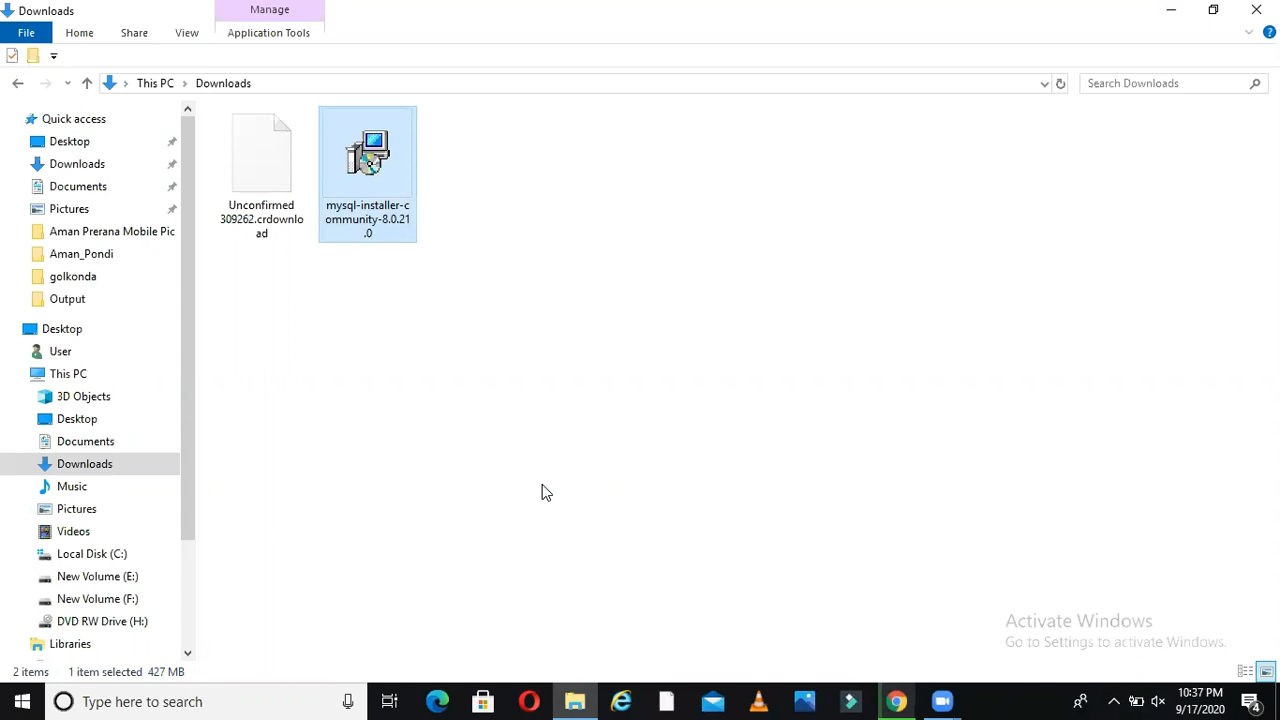 Downloads
Manage
File
Home
Share
View
Application Tools
This PC
Downloads
Search Downloads
Quick access
Desktop
Downloads
Documents
Pictures
Aman Prerana Mobile Pic
Aman_Pondi
golkonda
Output
Desktop
User
This PC
3D Objects
Desktop
Documents
Downloads
Music
Pictures
Videos
Local Disk (C:)
New Volume (E:)
New Volume (F:)
DVD RW Drive (H:)
Libraries
Unconfirmed
309262.crdownlo
ad
mysql-installer-c
ommunity-8.0.21
.0
Activate Windows
Go to Settings to activate Windows.
2 items
1 item selected 427 MB
Type here to search
10:37 PM
9/17/2020
4